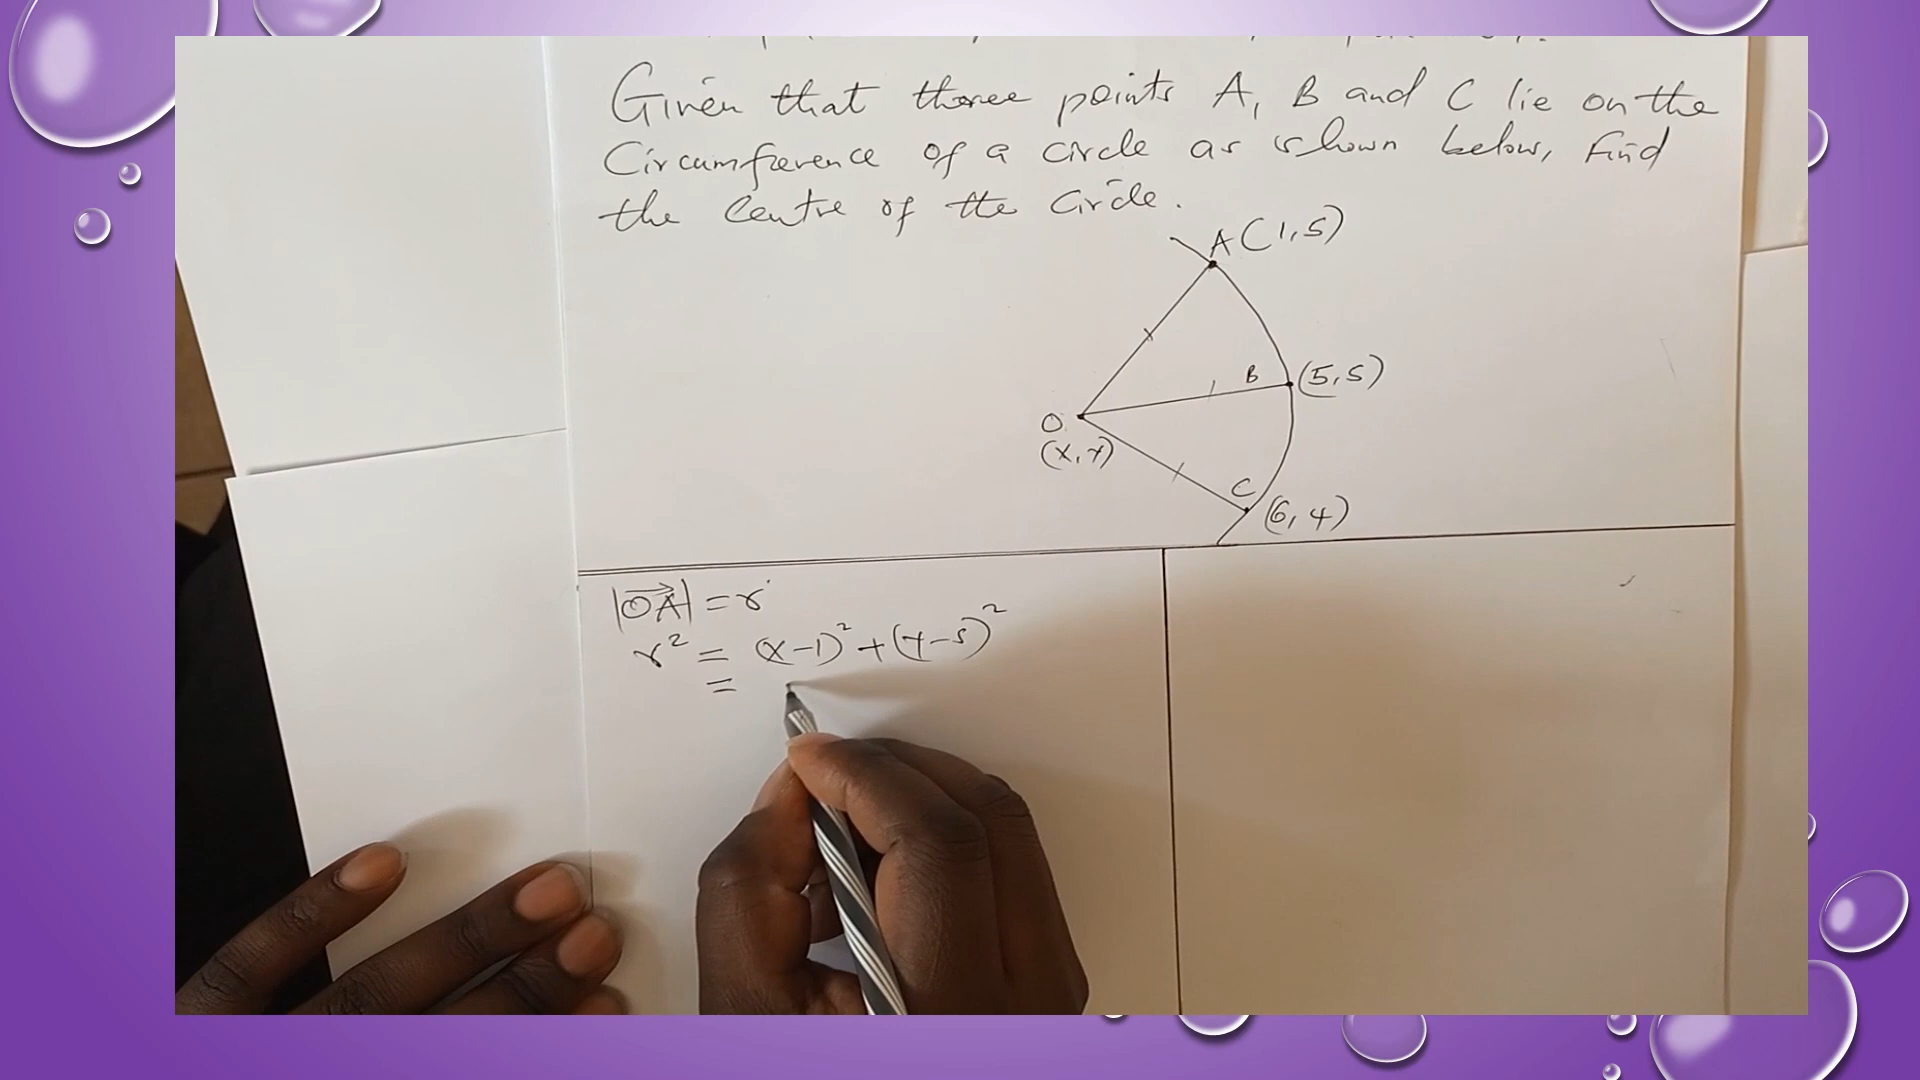 Given that three points A, B and C lie on the
Circumference of a circle as shown below, find
the centre of the circle.
A (1,5)
B (5,5)
O
(x,y)
C (6,4)
|OA| = r
r² = (x-1)² + (y-5)²
=